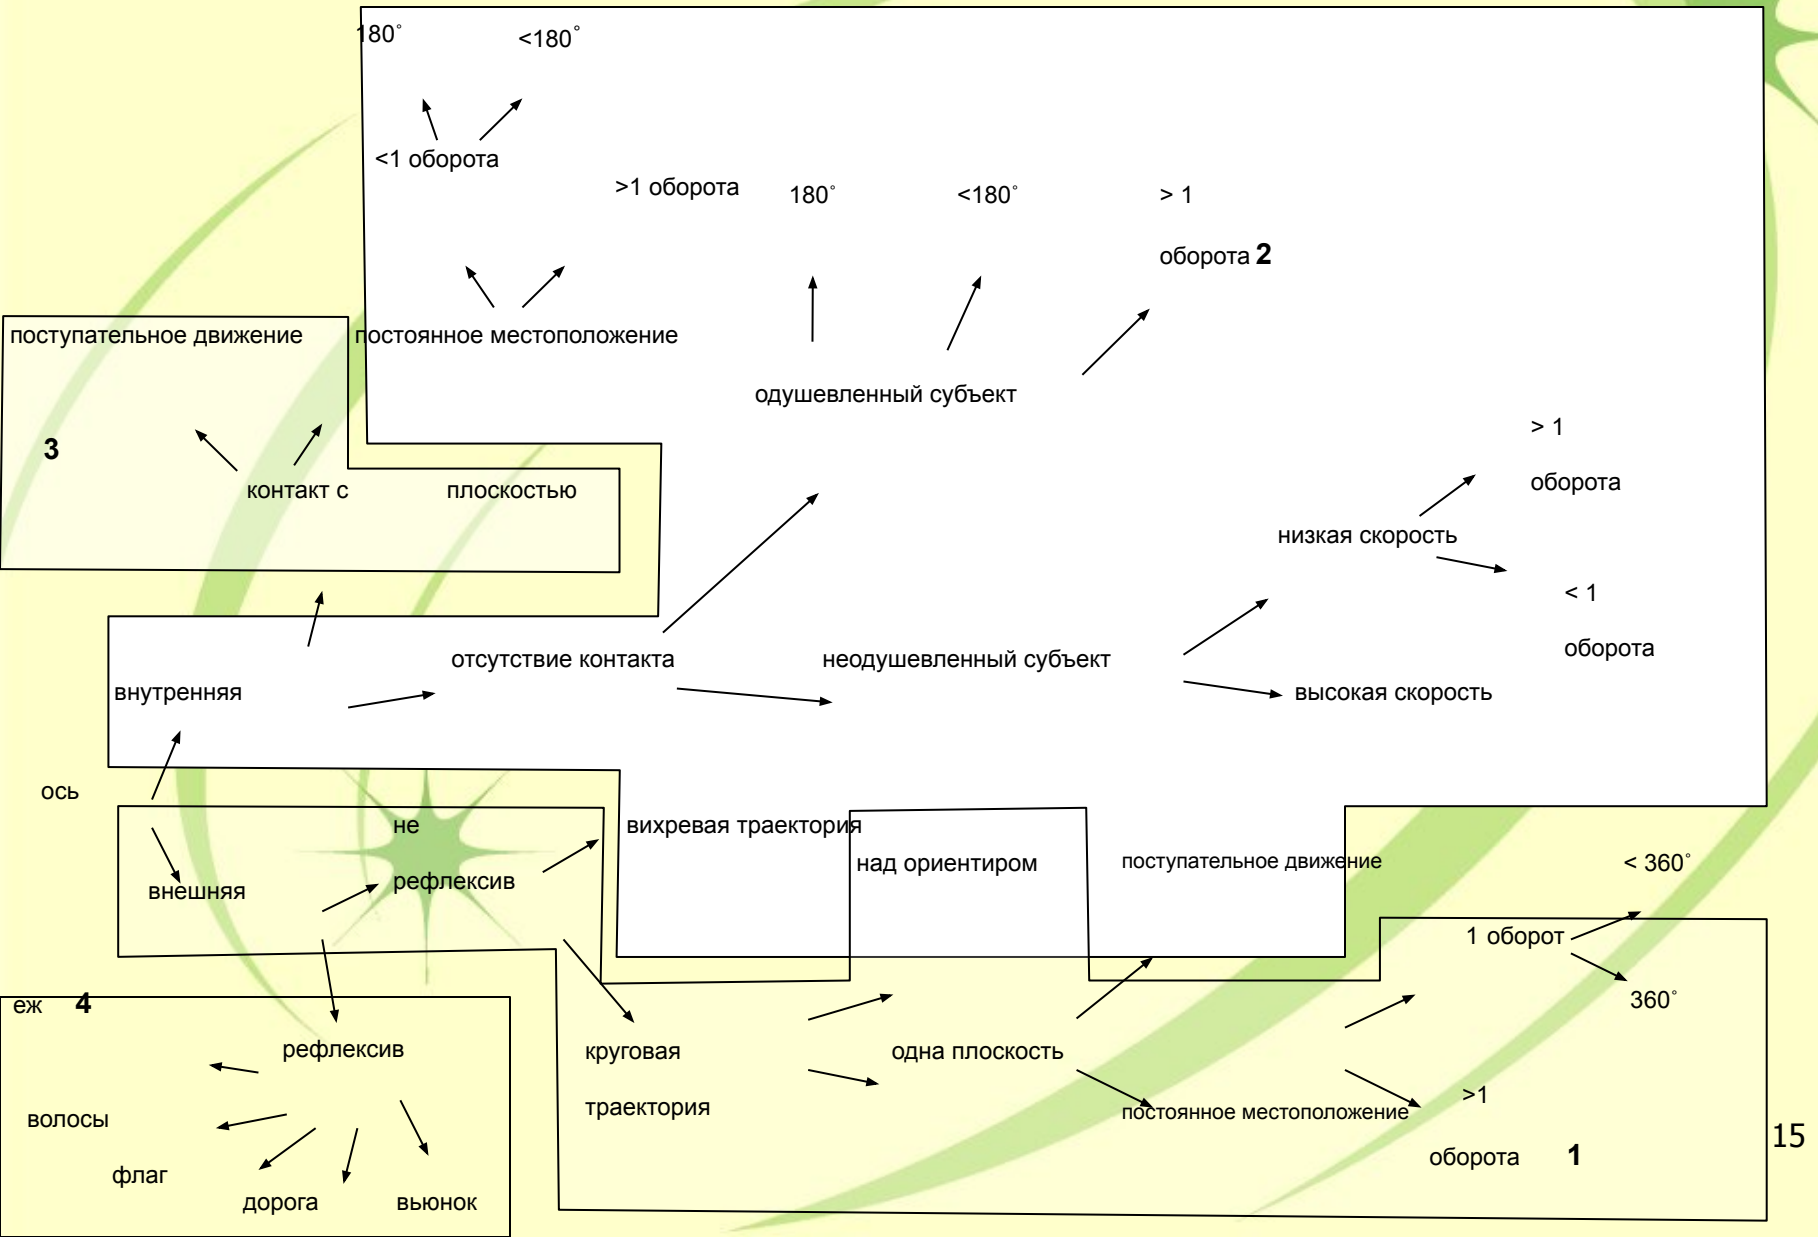 180˚
<180˚
<1 оборота
>1 оборота
180˚
<180˚
> 1
оборота 2
поступательное движение
постоянное местоположение
одушевленный субъект
3
контакт с плоскостью
> 1
оборота
низкая скорость
< 1
оборота
отсутствие контакта
неодушевленный субъект
внутренняя
высокая скорость
ось
не
рефлексив
вихревая траектория
над ориентиром
поступательное движение
< 360˚
внешняя
1 оборот
360˚
еж 4
рефлексив
круговая
траектория
одна плоскость
постоянное местоположение
>1
оборота 1
волосы
флаг
дорога
вьюнок
15